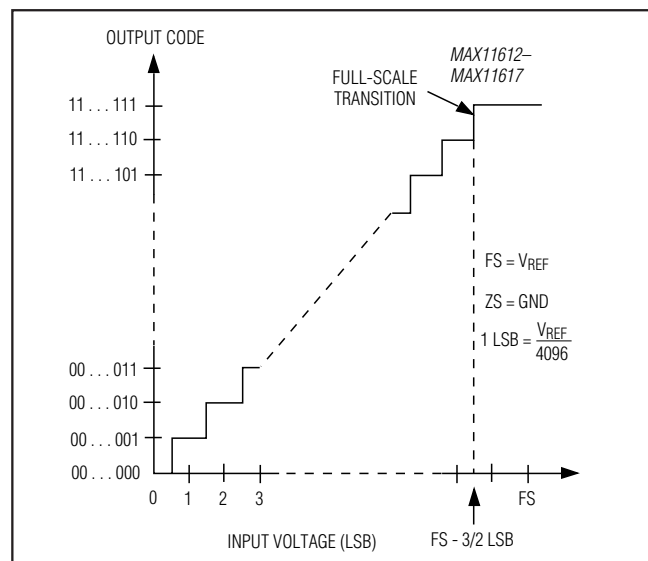 OUTPUT CODE
MAX11612–
MAX11617
FULL-SCALE
TRANSITION
11 . . . 111
11 . . . 110
11 . . . 101
FS = VREF
ZS = GND
1 LSB = VREF
4096
00 . . . 011
00 . . . 010
00 . . . 001
00 . . . 000
0 1 2 3 FS
INPUT VOLTAGE (LSB) FS - 3/2 LSB